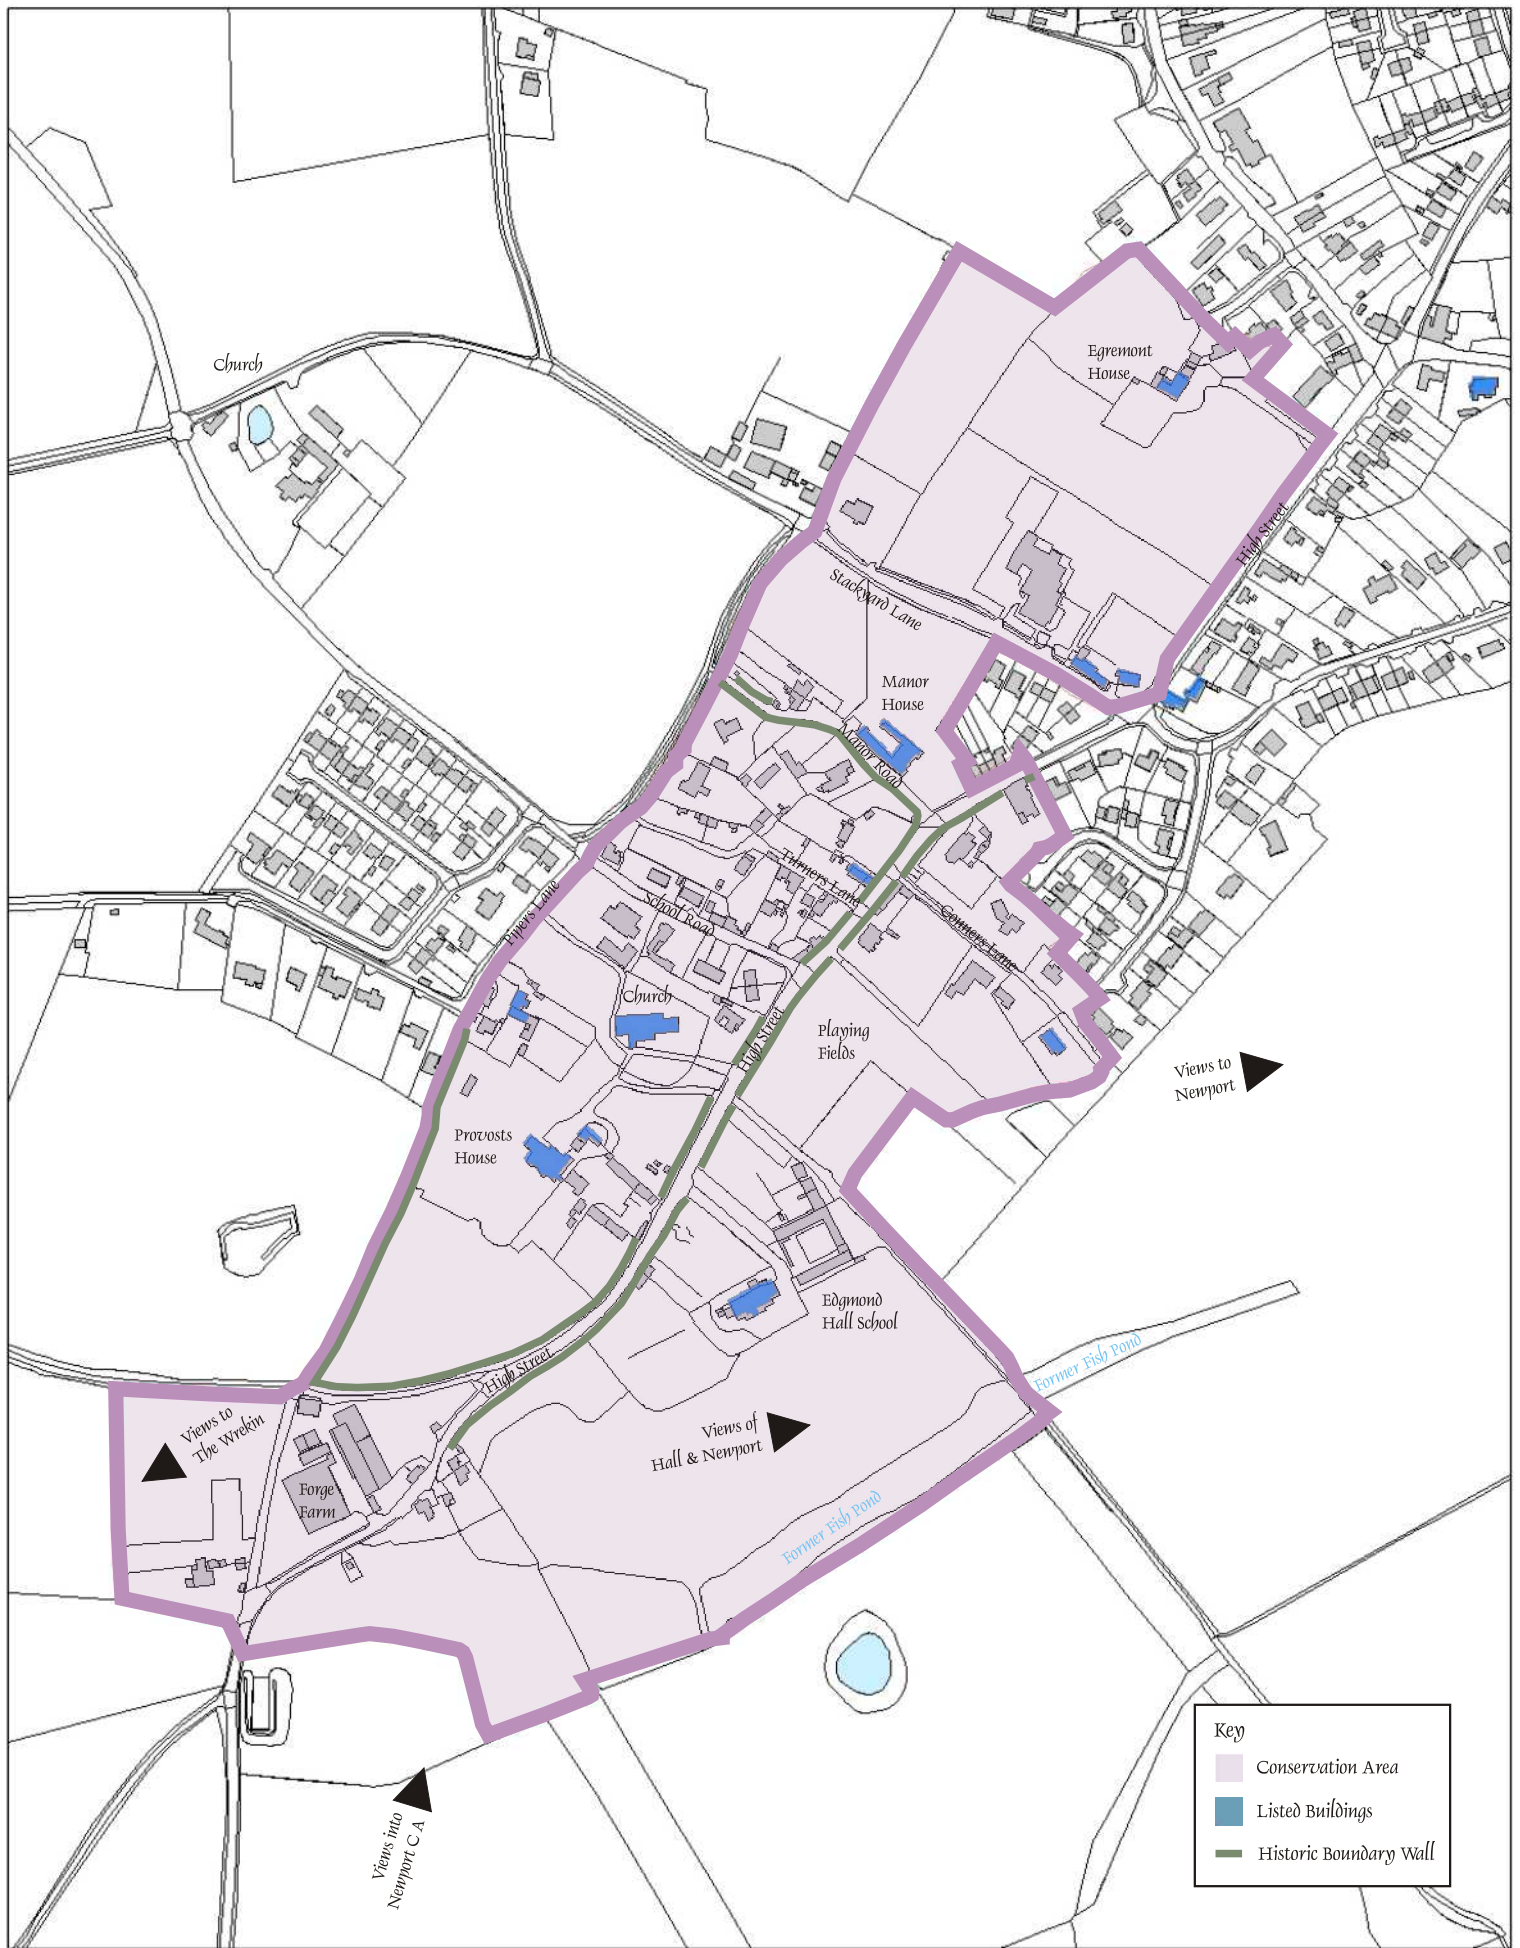 Church
Egremont
House
High Street
Stackyard Lane
Manor
House
Manor Road
Turners Lane
School Road
Pipers Lane
Conners Lane
Church
High Street
Playing
Fields
Views to
Newport
Provosts
House
Edgmond
Hall School
Former Fish Pond
High Street
Views to
The Wrekin
Views of
Hall & Newport
Forge
Farm
Former Fish Pond
Views into
Newport C A
Key
Conservation Area
Listed Buildings
Historic Boundary Wall